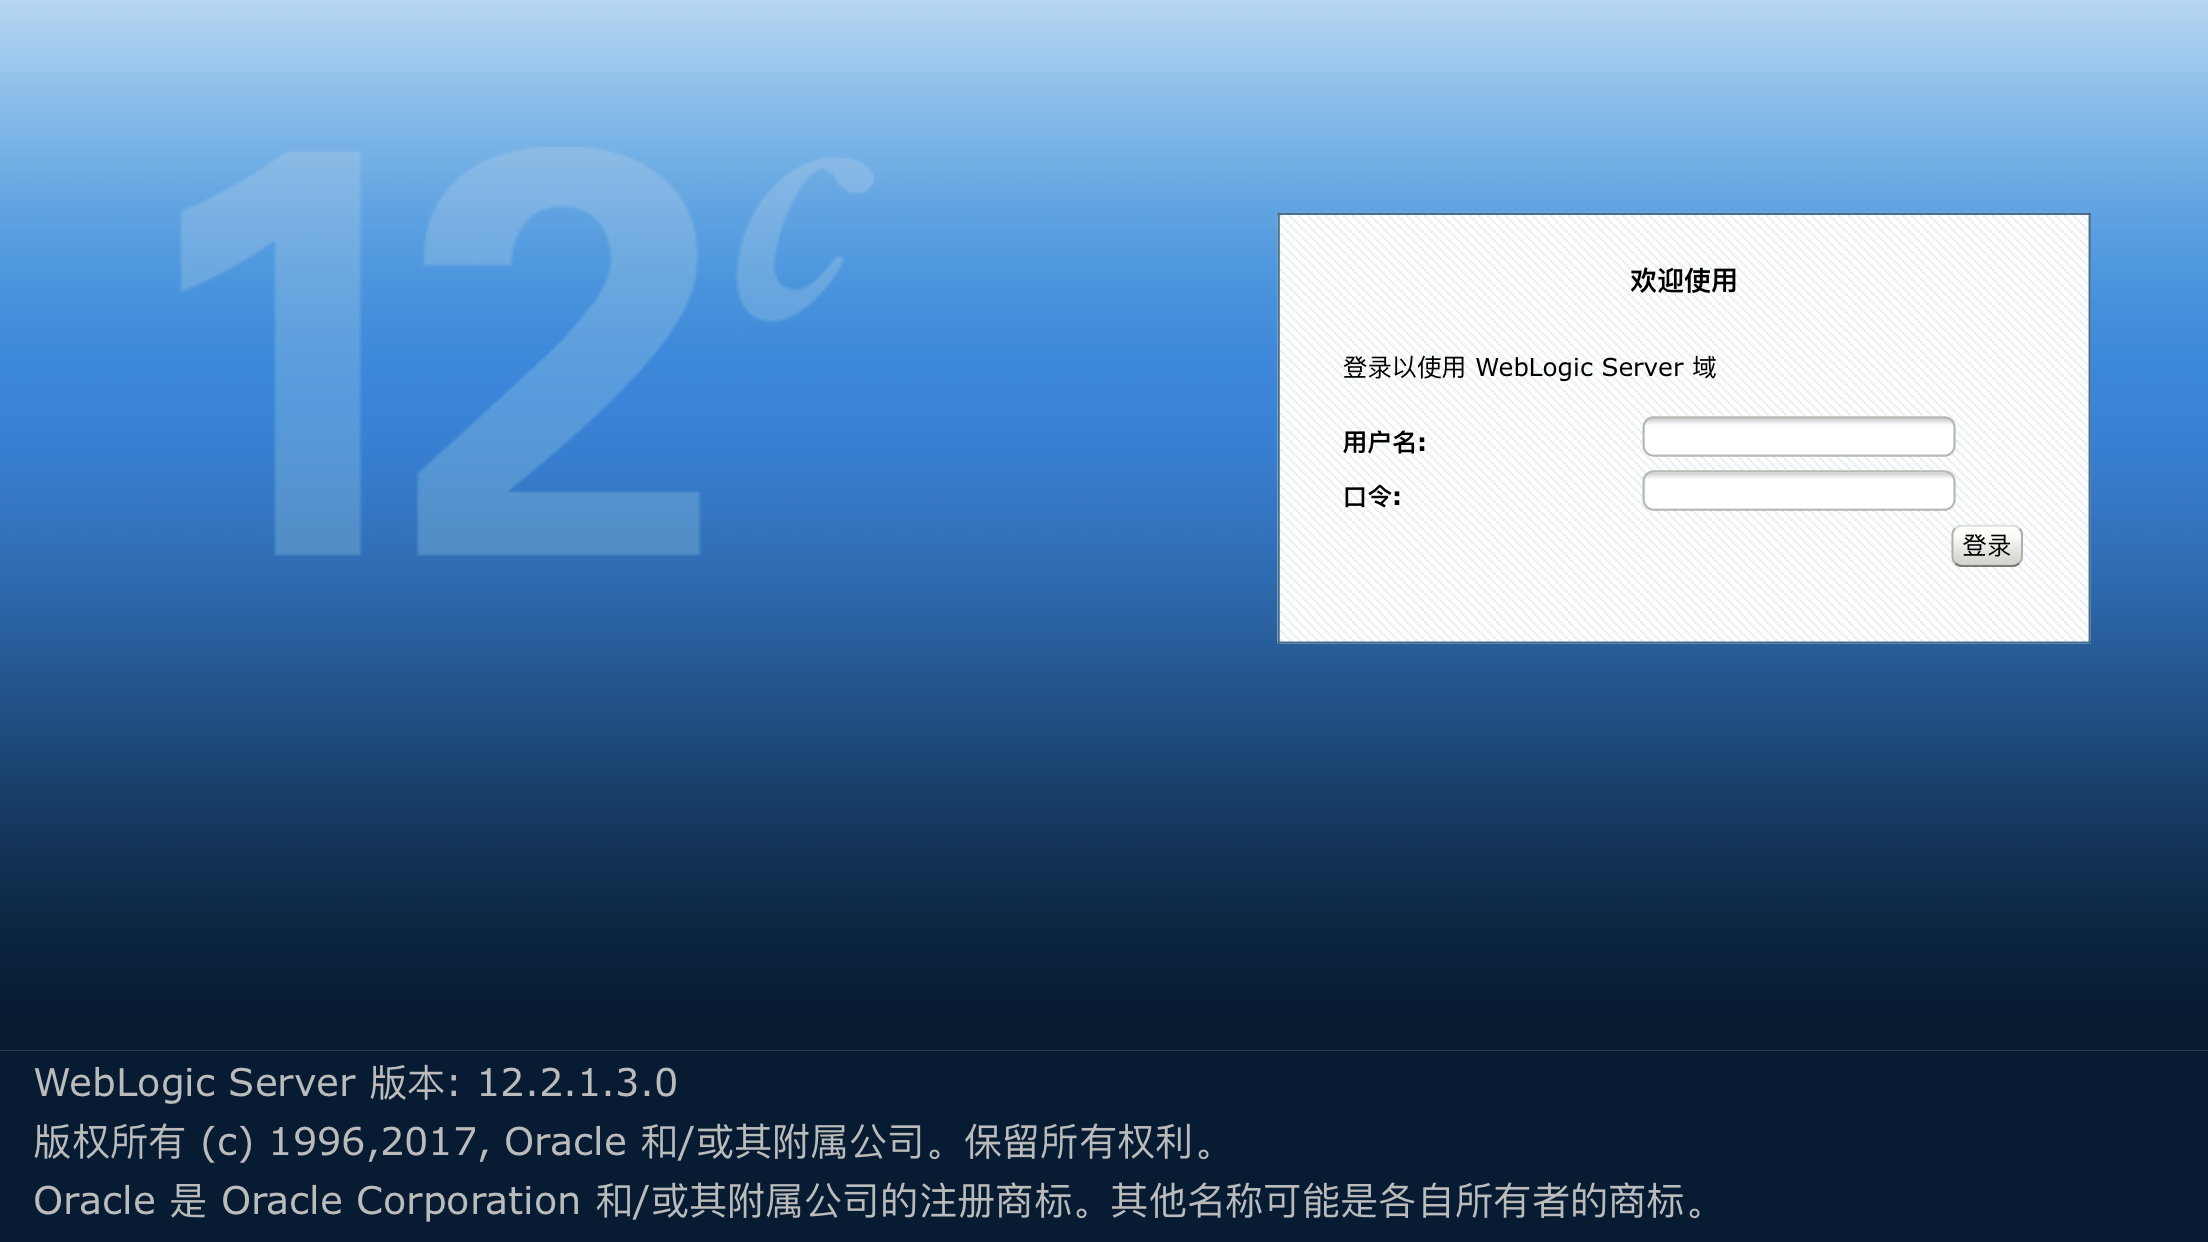 12c
欢迎使用
登录以使用 WebLogic Server 域
用户名:
口令:
登录
WebLogic Server 版本: 12.2.1.3.0
版权所有 (c) 1996,2017, Oracle 和/或其附属公司。保留所有权利。
Oracle 是 Oracle Corporation 和/或其附属公司的注册商标。其他名称可能是各自所有者的商标。